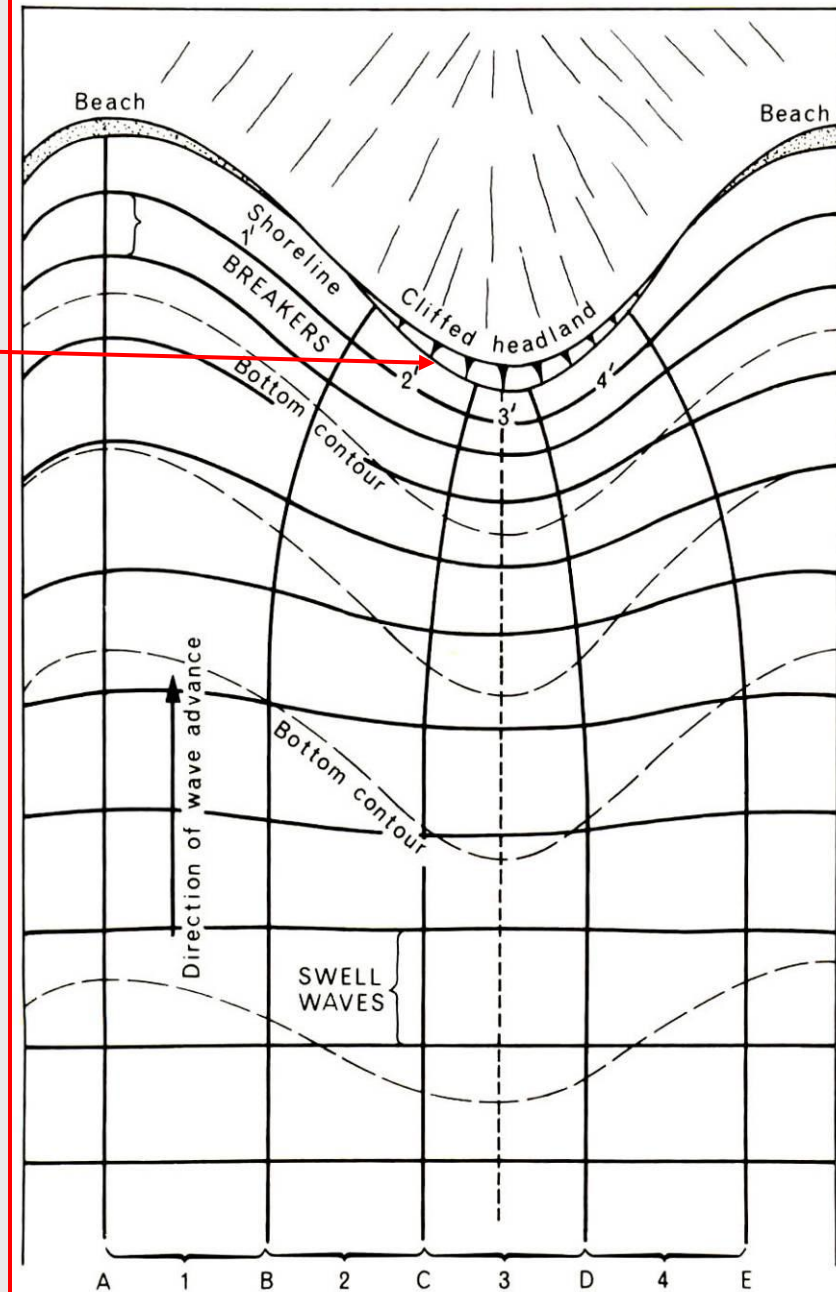 Beach
Beach
Shoreline
1'
BREAKERS
Cliffed headland
2'
3'
4'
Bottom contour
Direction of wave advance
Bottom contour
SWELL
WAVES
A 1 B 2 C 3 D 4 E